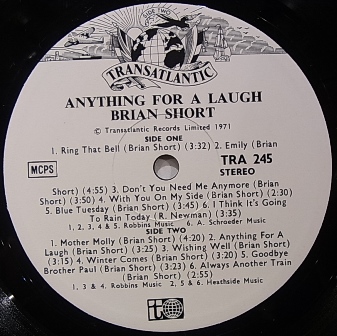 SIDE TWO
TRANSATLANTIC
ANYTHING FOR A LAUGH
BRIAN SHORT
© Transatlantic Records Limited 1971
SIDE ONE
1. Ring That Bell (Brian Short) (3:32) 2. Emily (Brian
MCPS
TRA 245
STEREO
Short) (4:55) 3. Don't You Need Me Anymore (Brian
Short) (3:50) 4. With You On My Side (Brian Short) (2:30)
5. Blue Tuesday (Brian Short) (3:45) 6. I Think It's Going
To Rain Today (R. Newman) (3:35)
1, 2, 3, 4 & 5. Robbins Music 6. A. Schroeder Music
SIDE TWO
1. Mother Molly (Brian Short) (4:20) 2. Anything For A
Laugh (Brian Short) (3:25) 3. Wishing Well (Brian Short)
(3:15) 4. Winter Comes (Brian Short) (3:20) 5. Goodbye
Brother Paul (Brian Short) (3:23) 6. Always Another Train
(Brian Short) (2:55)
1, 3 & 4. Robbins Music 2, 5 & 6. Heathside Music